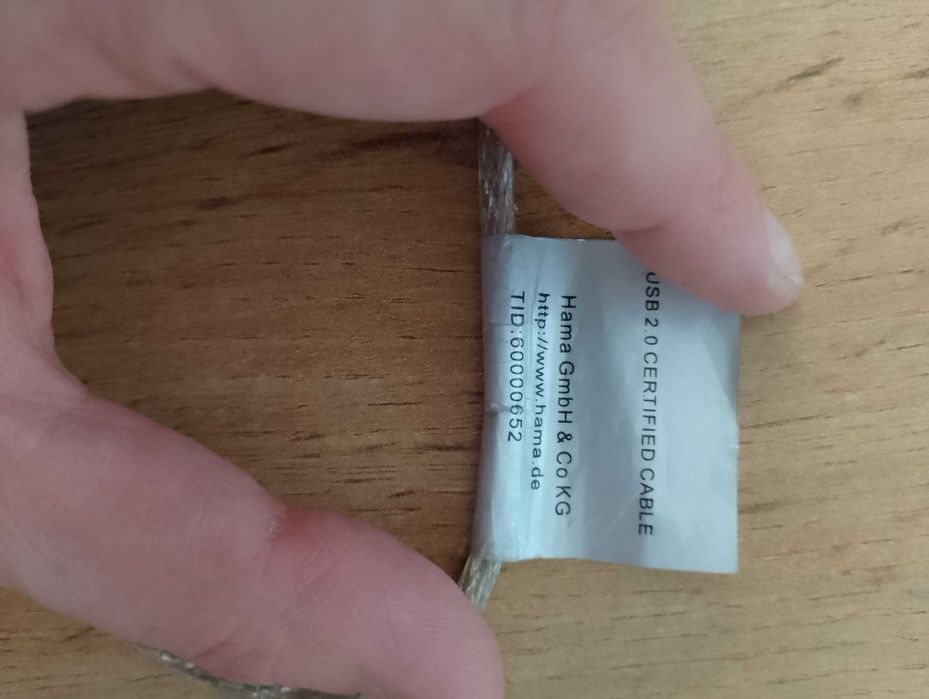 USB 2.0 CERTIFIED CABLE
Hama GmbH & Co KG
http://www.hama.de
TID:60000652